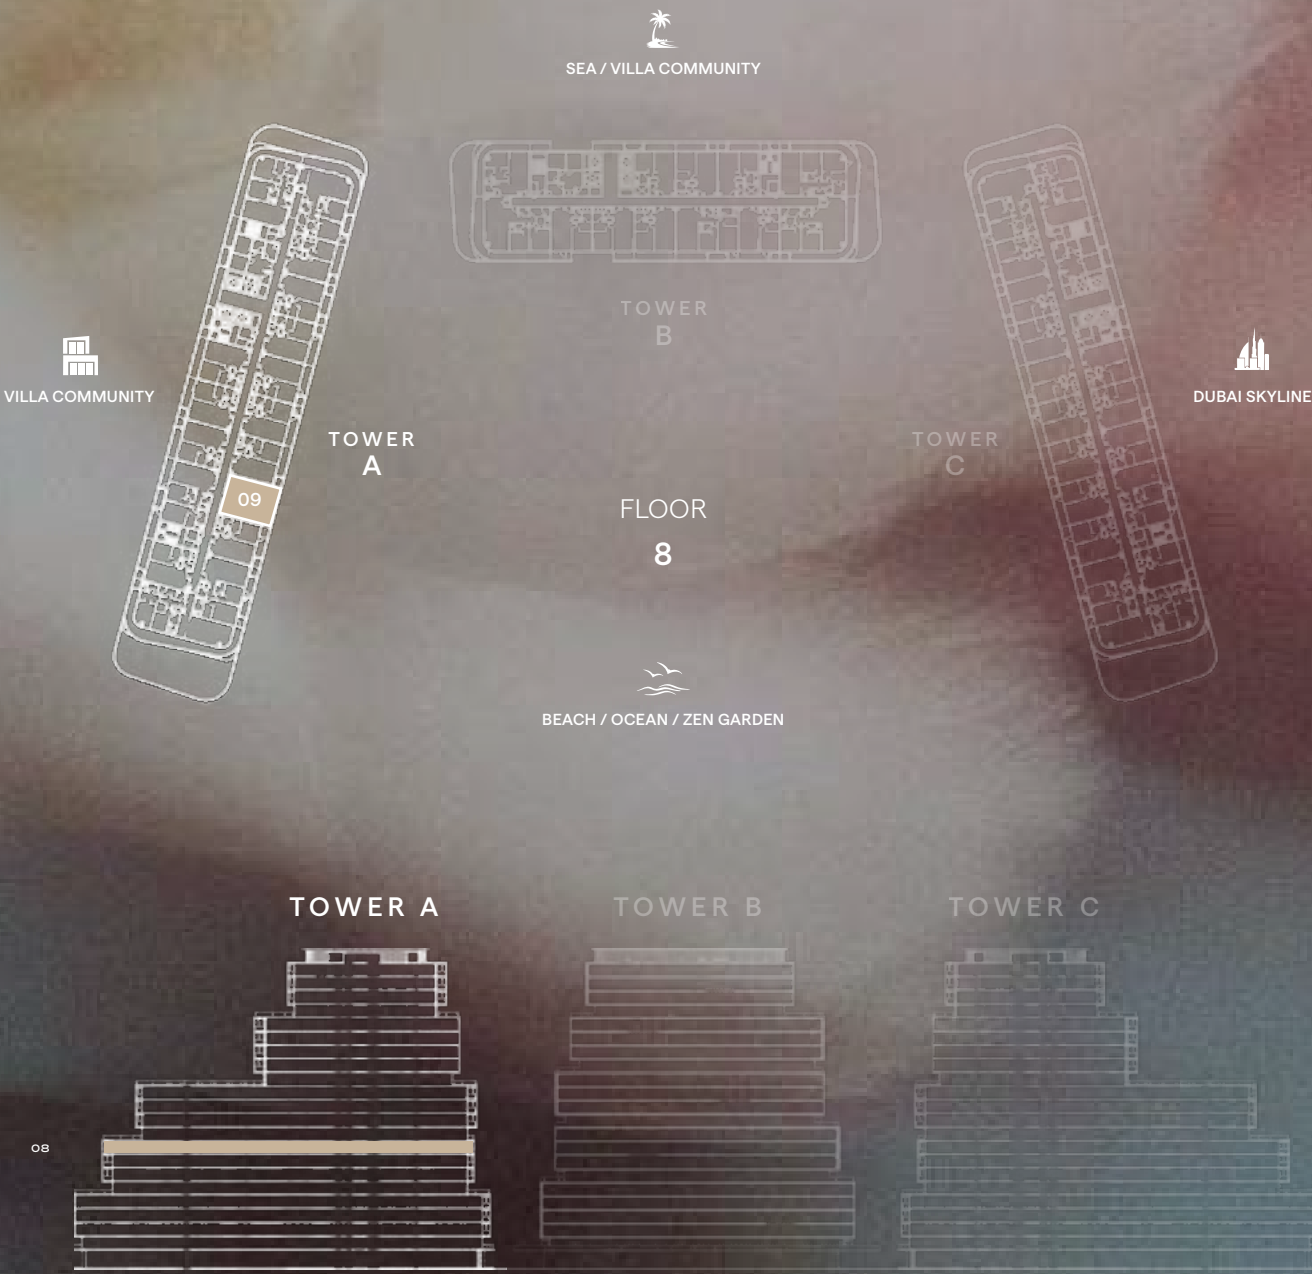 SEA / VILLA COMMUNITY
TOWER
B
VILLA COMMUNITY
DUBAI SKYLINE
TOWER
A
TOWER
C
09
FLOOR
8
BEACH / OCEAN / ZEN GARDEN
TOWER A
TOWER B
TOWER C
08